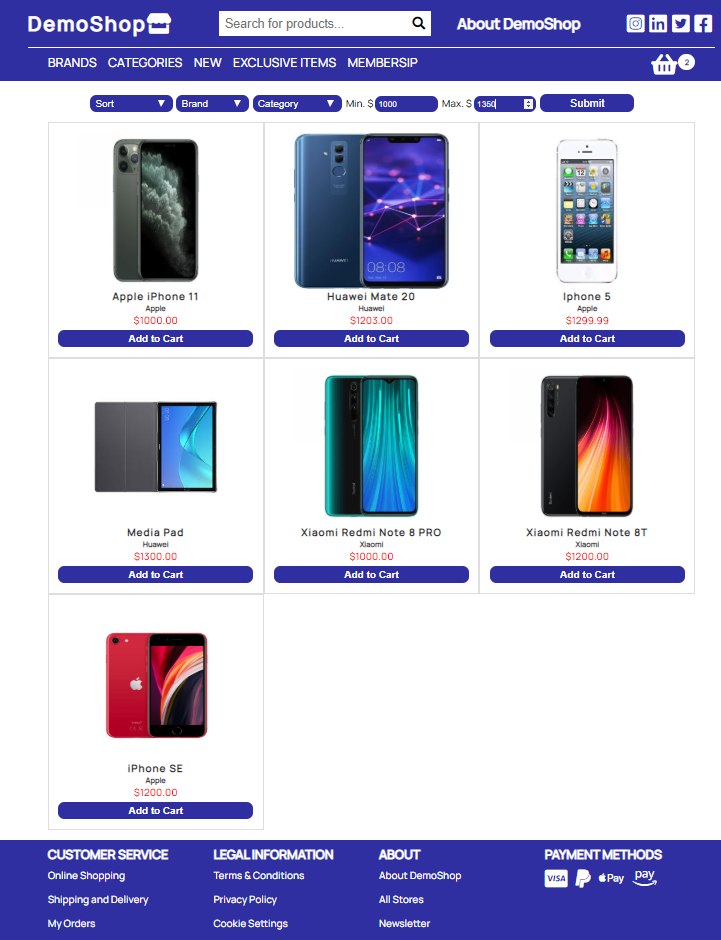 DemoShop
Search for products...
About DemoShop
BRANDS CATEGORIES NEW EXCLUSIVE ITEMS MEMBERSIP
2
Sort ▼ Brand ▼ Category ▼ Min. $ 1000 Max. $ 1350 Submit
08:08
HUAWEI
Apple iPhone 11
Apple
$1000.00
Add to Cart
Huawei Mate 20
Huawei
$1203.00
Add to Cart
Iphone 5
Apple
$1299.99
Add to Cart
Media Pad
Huawei
$1300.00
Add to Cart
Xiaomi Redmi Note 8 PRO
Xiaomi
$1000.00
Add to Cart
Xiaomi Redmi Note 8T
Xiaomi
$1200.00
Add to Cart
iPhone SE
Apple
$1200.00
Add to Cart
CUSTOMER SERVICE
Online Shopping
Shipping and Delivery
My Orders
LEGAL INFORMATION
Terms & Conditions
Privacy Policy
Cookie Settings
ABOUT
About DemoShop
All Stores
Newsletter
PAYMENT METHODS
VISA Pay pay